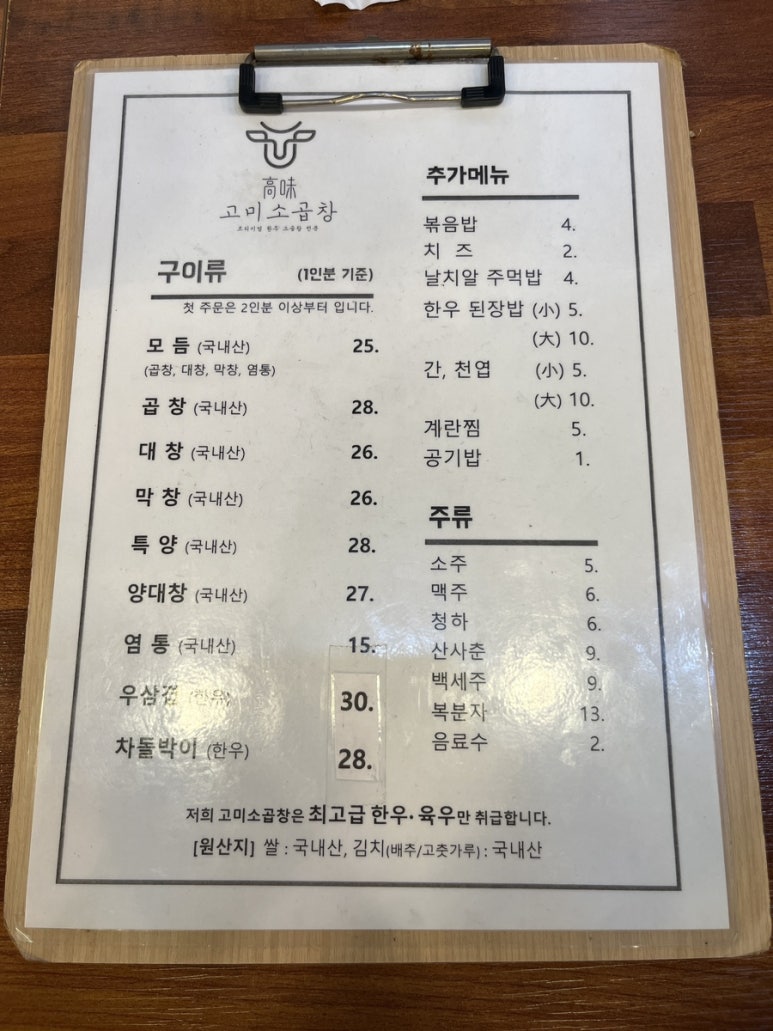 高味
고미소곱창
구이류 (1인분 기준)
첫 주문은 2인분 이상부터 입니다.
모 듬 (국내산) 25.
(곱창, 대창, 막창, 염통)
곱 창 (국내산) 28.
대 창 (국내산) 26.
막 창 (국내산) 26.
특 양 (국내산) 28.
양대창 (국내산) 27.
염 통 (국내산) 15.
우삼겹 (한우) 30.
차돌박이 (한우) 28.
추가메뉴
볶음밥 4.
치 즈 2.
날치알 주먹밥 4.
한우 된장밥 (小) 5.
(大) 10.
간, 천엽 (小) 5.
(大) 10.
계란찜 5.
공기밥 1.
주류
소주 5.
맥주 6.
청하 6.
산사춘 9.
백세주 9.
복분자 13.
음료수 2.
저희 고미소곱창은 최고급 한우·육우만 취급합니다.
[원산지] 쌀 : 국내산, 김치(배추/고춧가루) : 국내산